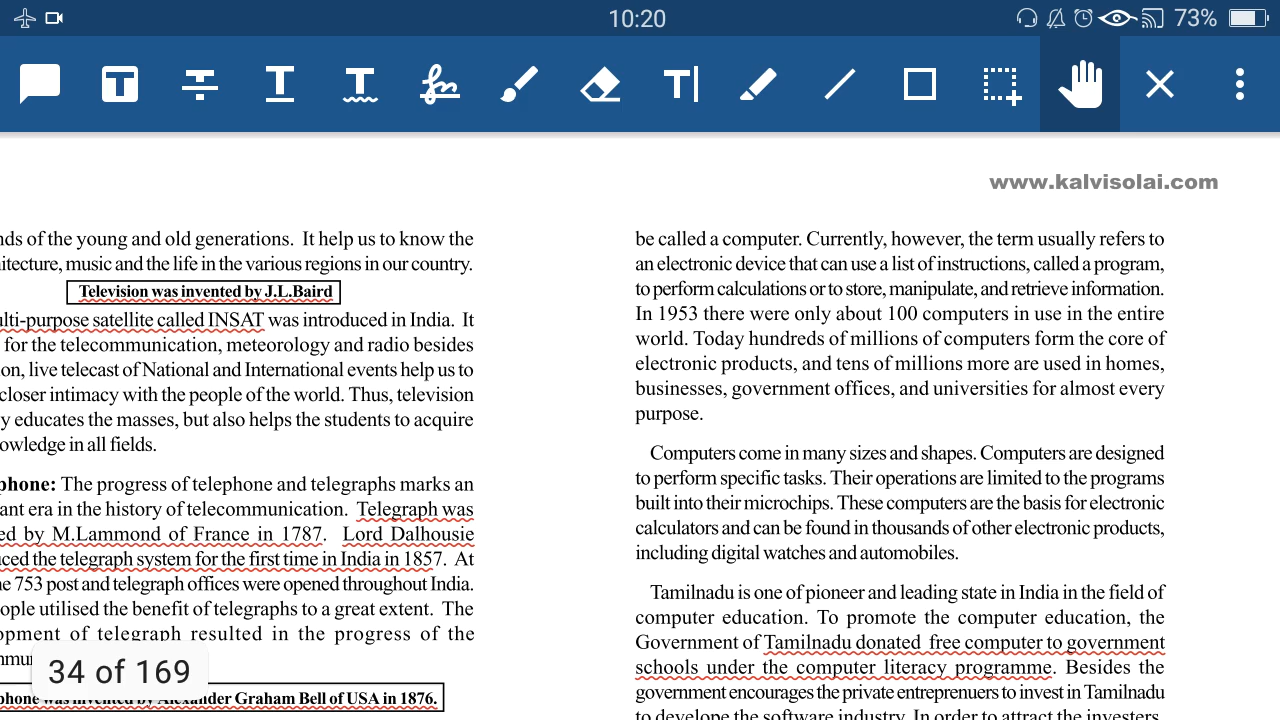 10:20
73%
T
T
T
T
T
www.kalvisolai.com
nds of the young and old generations. It help us to know the
itecture, music and the life in the various regions in our country.
Television was invented by J.L.Baird
ulti-purpose satellite called INSAT was introduced in India. It
for the telecommunication, meteorology and radio besides
on, live telecast of National and International events help us to
closer intimacy with the people of the world. Thus, television
y educates the masses, but also helps the students to acquire
owledge in all fields.
phone: The progress of telephone and telegraphs marks an
ant era in the history of telecommunication. Telegraph was
ed by M.Lammond of France in 1787. Lord Dalhousie
uced the telegraph system for the first time in India in 1857. At
ne 753 post and telegraph offices were opened throughout India.
ople utilised the benefit of telegraphs to a great extent. The
opment of telegraph resulted in the progress of the
34 of 169
phone was invented by Alexander Graham Bell of USA in 1876.
be called a computer. Currently, however, the term usually refers to
an electronic device that can use a list of instructions, called a program,
to perform calculations or to store, manipulate, and retrieve information.
In 1953 there were only about 100 computers in use in the entire
world. Today hundreds of millions of computers form the core of
electronic products, and tens of millions more are used in homes,
businesses, government offices, and universities for almost every
purpose.
Computers come in many sizes and shapes. Computers are designed
to perform specific tasks. Their operations are limited to the programs
built into their microchips. These computers are the basis for electronic
calculators and can be found in thousands of other electronic products,
including digital watches and automobiles.
Tamilnadu is one of pioneer and leading state in India in the field of
computer education. To promote the computer education, the
Government of Tamilnadu donated free computer to government
schools under the computer literacy programme. Besides the
government encourages the private entreprenuers to invest in Tamilnadu
to develope the software industry. In order to attract the investers,